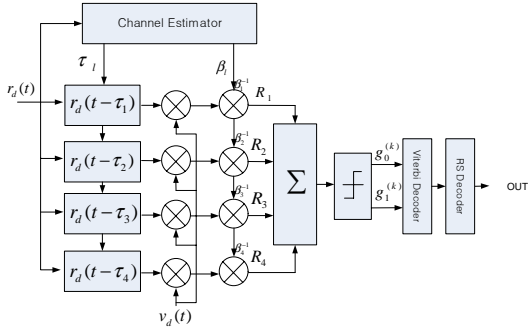 Channel Estimator
τ_l
β_l
r_d(t)
r_d(t−τ_1)
β_1^{-1}
R_1
r_d(t−τ_2)
β_2^{-1}
R_2
r_d(t−τ_3)
β_3^{-1}
R_3
r_d(t−τ_4)
β_4^{-1}
R_4
v_d(t)
Σ
g_0^{(k)}
g_1^{(k)}
Viterbi Decoder
RS Decoder
OUT